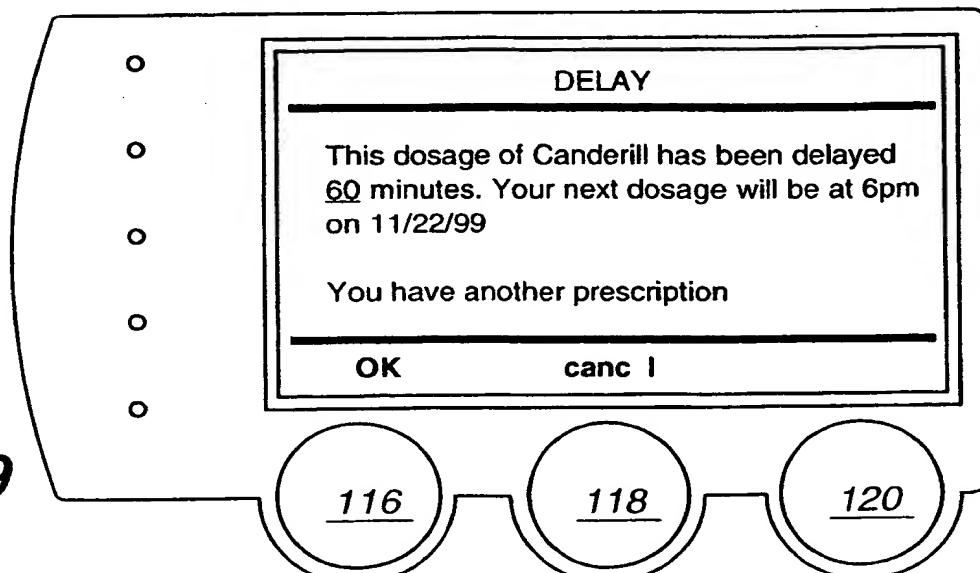 DELAY
This dosage of Canderill has been delayed
60 minutes. Your next dosage will be at 6pm
on 11/22/99
You have another prescription
OK canc l
9
116 118 120